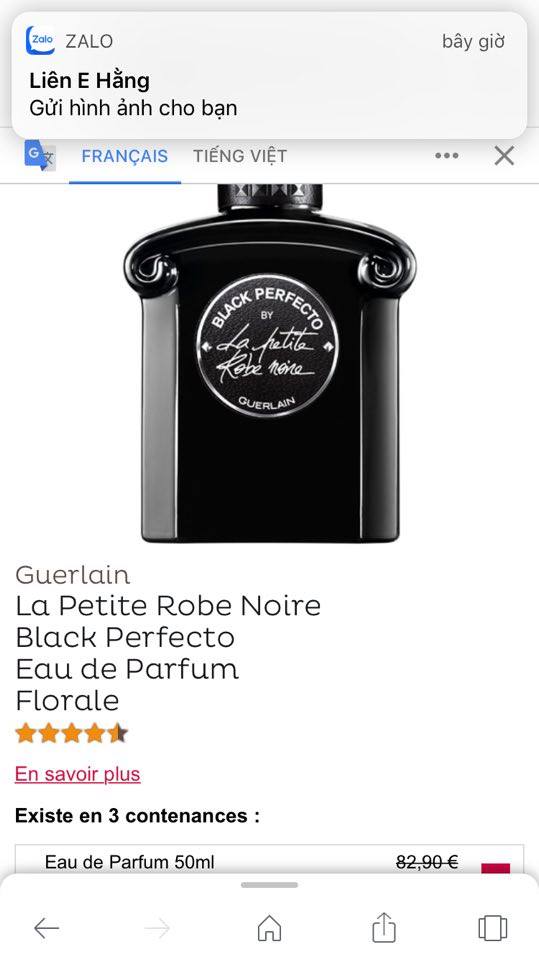 Zalo ZALO bây giờ
Liên E Hằng
Gửi hình ảnh cho bạn
G 文 FRANÇAIS TIẾNG VIỆT
BLACK PERFECTO
BY
La petite
Robe noire
GUERLAIN
Guerlain
La Petite Robe Noire
Black Perfecto
Eau de Parfum
Florale
En savoir plus
Existe en 3 contenances :
Eau de Parfum 50ml 82,90 €